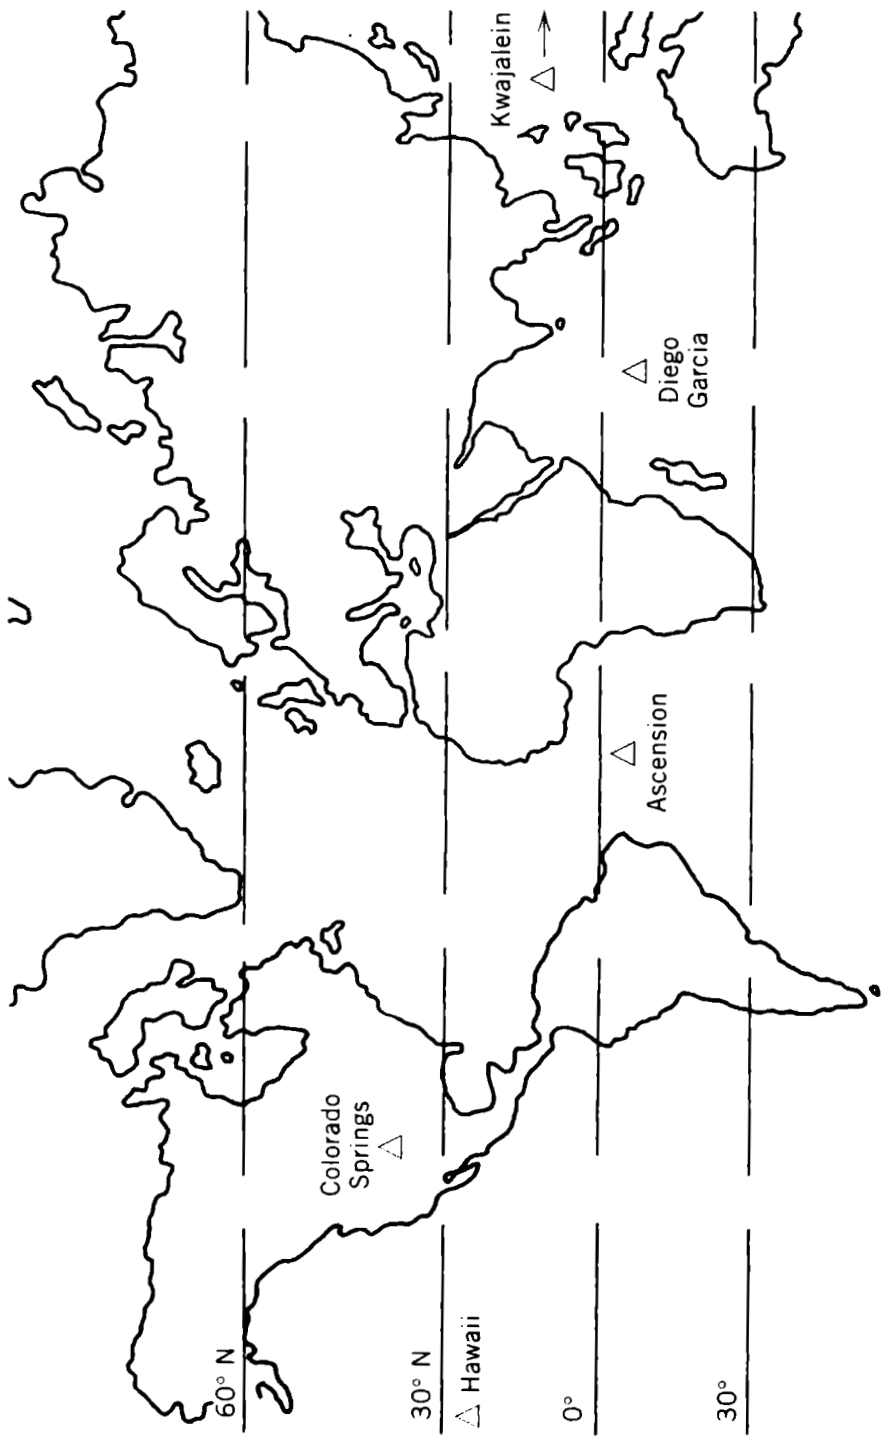 60° N
Colorado
Springs
30° N
Hawaii
Kwajalein
0°
Diego
Garcia
Ascension
30°